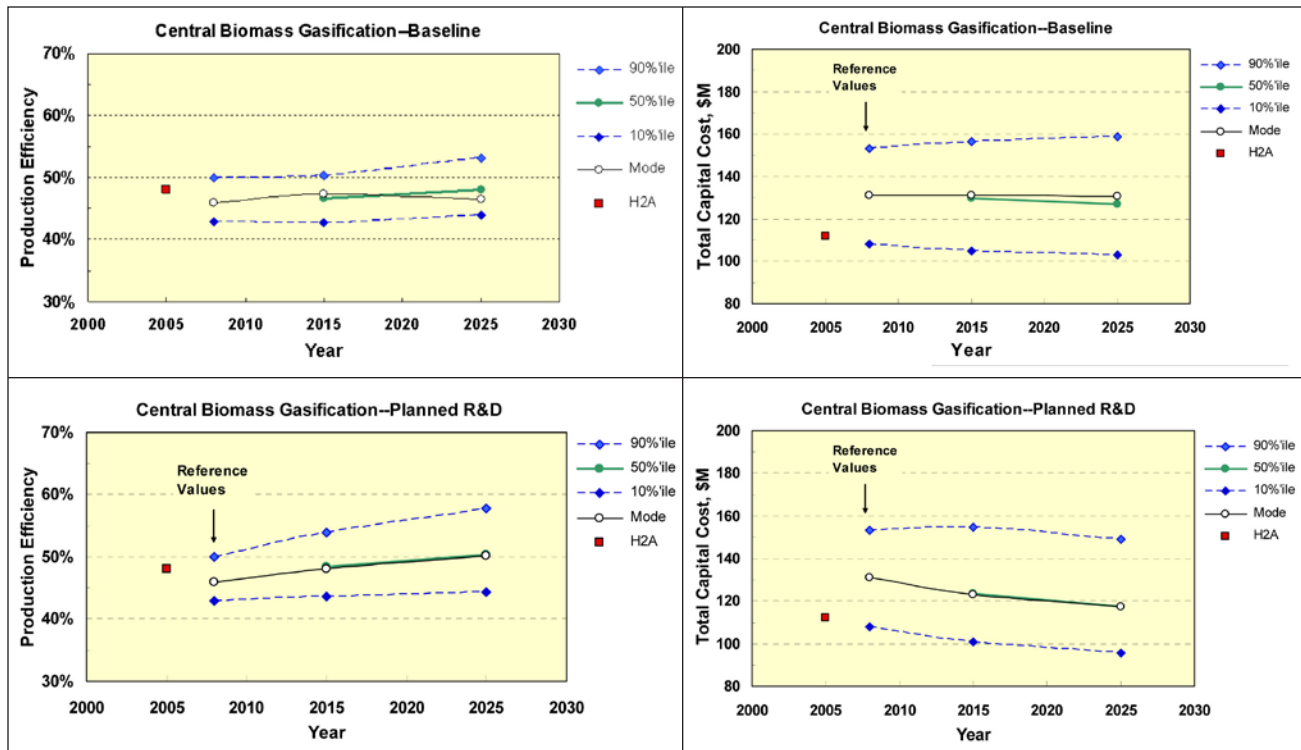 Central Biomass Gasification--Baseline
70%
60%
50%
40%
30%
Production Efficiency
2000 2005 2010 2015 2020 2025 2030
Year
90%'ile
50%'ile
10%'ile
Mode
H2A
Central Biomass Gasification--Baseline
200
180
160
140
120
100
80
Total Capital Cost, $M
Reference
Values
2000 2005 2010 2015 2020 2025 2030
Year
90%'ile
50%'ile
10%'ile
Mode
H2A
Central Biomass Gasification--Planned R&D
70%
60%
50%
40%
30%
Production Efficiency
Reference
Values
2000 2005 2010 2015 2020 2025 2030
Year
90%'ile
50%'ile
10%'ile
Mode
H2A
Central Biomass Gasification--Planned R&D
200
180
160
140
120
100
80
Total Capital Cost, $M
Reference
Values
2000 2005 2010 2015 2020 2025 2030
Year
90%'ile
50%'ile
10%'ile
Mode
H2A